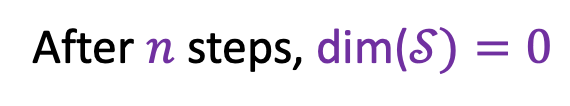 After 𝑛 steps, dim(𝒮) = 0